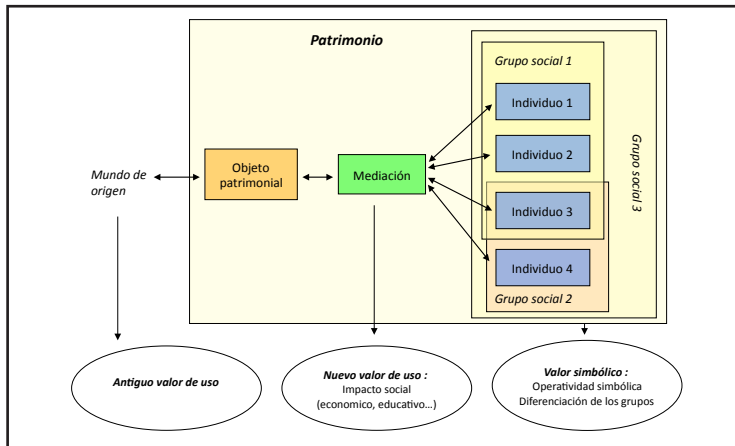 Patrimonio
Grupo social 1
Individuo 1
Individuo 2
Individuo 3
Individuo 4
Grupo social 2
Grupo social 3
Mundo de
origen
Objeto
patrimonial
Mediación
Antiguo valor de uso
Nuevo valor de uso :
Impacto social
(economico, educativo...)
Valor simbólico :
Operatividad simbólica
Diferenciación de los grupos